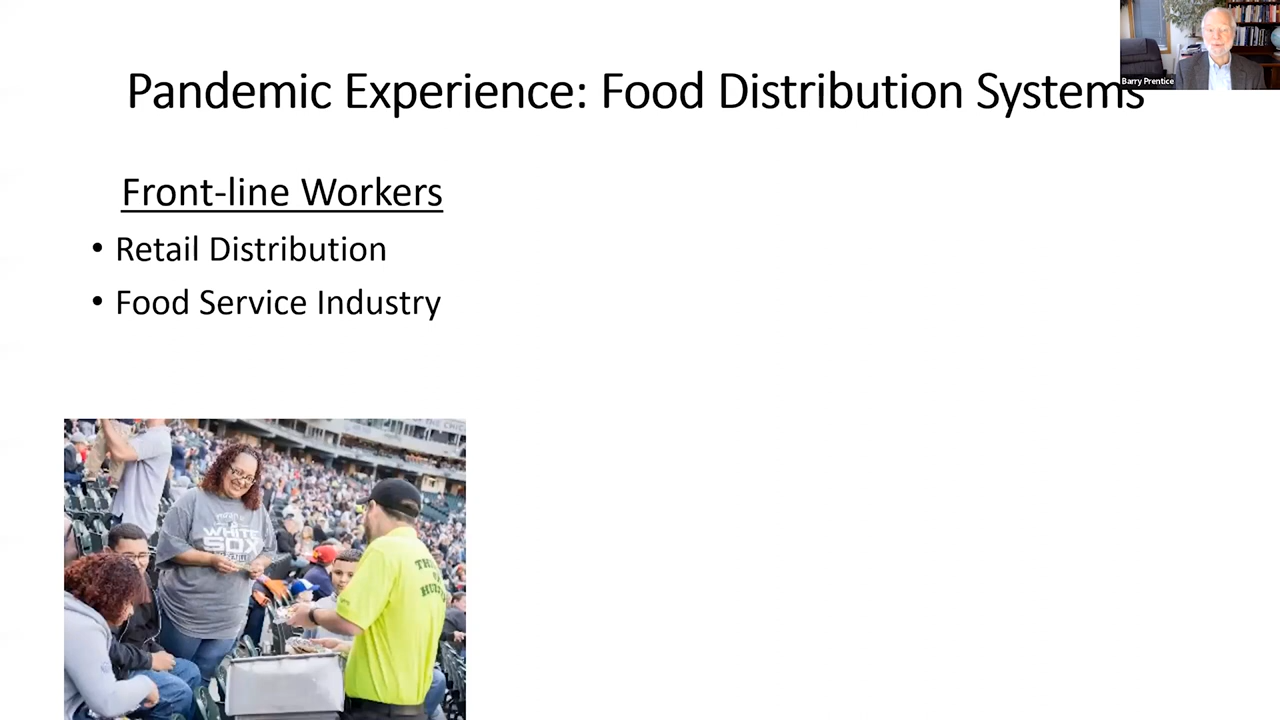 Barry Prentice
Pandemic Experience: Food Distribution Systems
Front-line Workers
• Retail Distribution
• Food Service Industry
WHITE
SOX